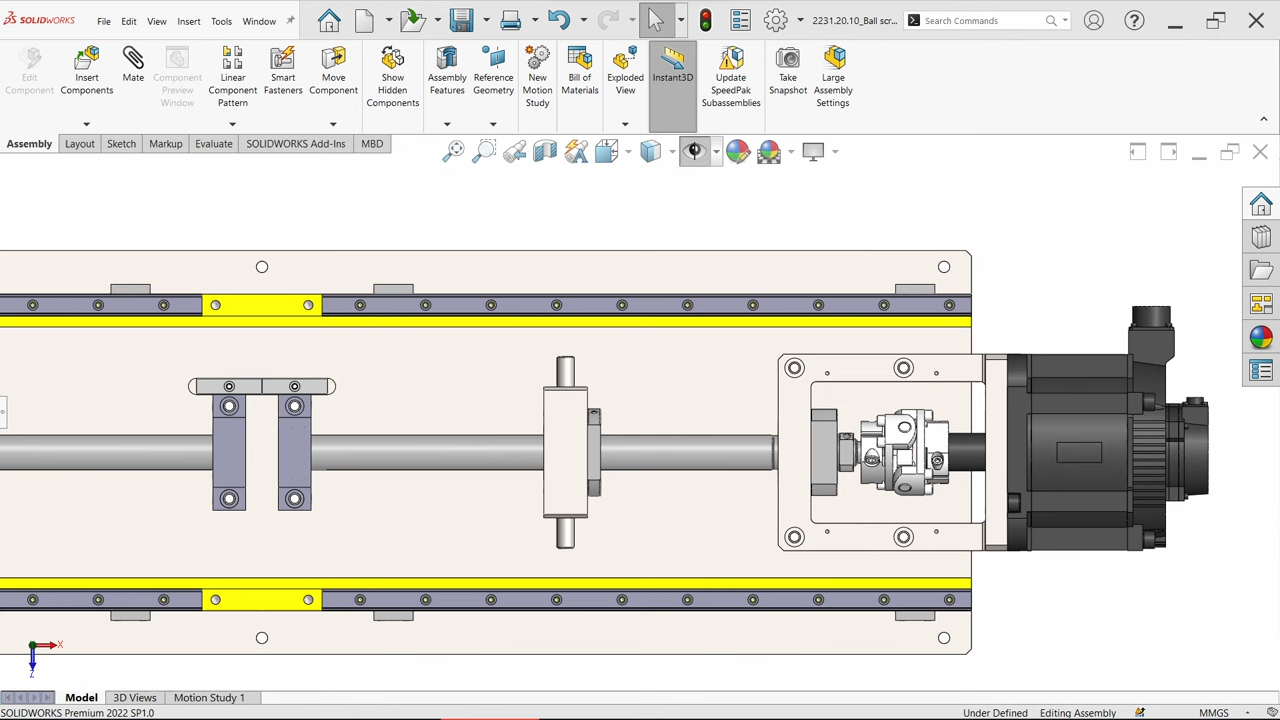 SOLIDWORKS File Edit View Insert Tools Window 2231.20.10_Ball scr... Search Commands
Edit Component
Insert Components
Mate
Component Preview Window
Linear Component Pattern
Smart Fasteners
Move Component
Show Hidden Components
Assembly Features
Reference Geometry
New Motion Study
Bill of Materials
Exploded View
Instant3D
Update SpeedPak Subassemblies
Take Snapshot
Large Assembly Settings
Assembly Layout Sketch Markup Evaluate SOLIDWORKS Add-Ins MBD
X
Z
Model 3D Views Motion Study 1
SOLIDWORKS Premium 2022 SP1.0 Under Defined Editing Assembly MMGS